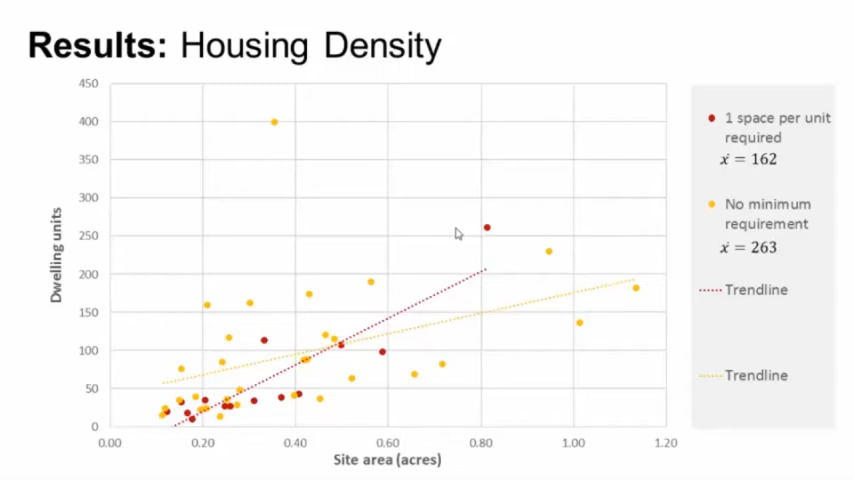 Results: Housing Density
450
400
350
300
250
200
150
100
50
0
Dwelling units
0.00 0.20 0.40 0.60 0.80 1.00 1.20
Site area (acres)
1 space per unit
required
ẋ = 162
No minimum
requirement
ẋ = 263
Trendline
Trendline